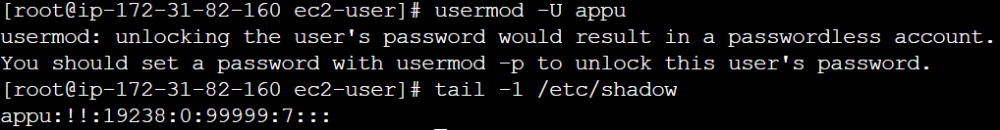 [root@ip-172-31-82-160 ec2-user]# usermod -U appu
usermod: unlocking the user's password would result in a passwordless account.
You should set a password with usermod -p to unlock this user's password.
[root@ip-172-31-82-160 ec2-user]# tail -1 /etc/shadow
appu:!!:19238:0:99999:7:::